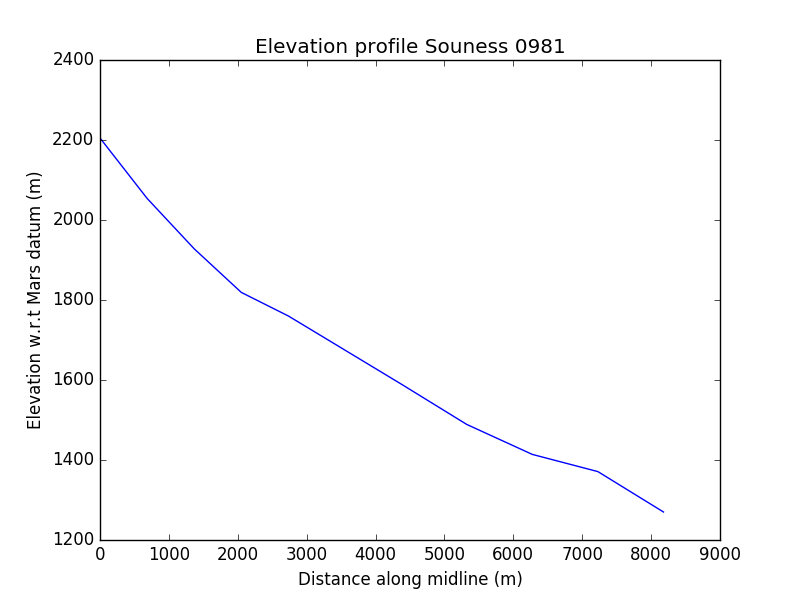 Elevation profile Souness 0981
2400
2200
2000
1800
1600
1400
1200
Elevation w.r.t Mars datum (m)
0 1000 2000 3000 4000 5000 6000 7000 8000 9000
Distance along midline (m)